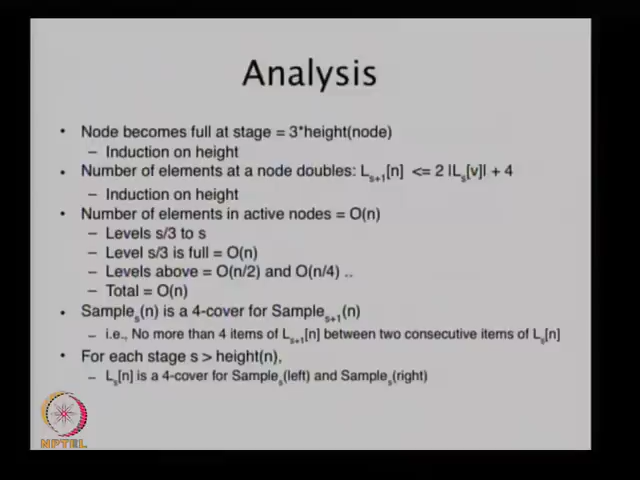 Analysis
• Node becomes full at stage = 3*height(node)
– Induction on height
• Number of elements at a node doubles: Ls+1[n] <= 2 |Ls[v]| + 4
– Induction on height
• Number of elements in active nodes = O(n)
– Levels s/3 to s
– Level s/3 is full = O(n)
– Levels above = O(n/2) and O(n/4) ..
– Total = O(n)
• Samples(n) is a 4-cover for Samples+1(n)
– i.e., No more than 4 items of Ls+1[n] between two consecutive items of Ls[n]
• For each stage s > height(n),
– Ls[n] is a 4-cover for Samples(left) and Samples(right)
NPTEL